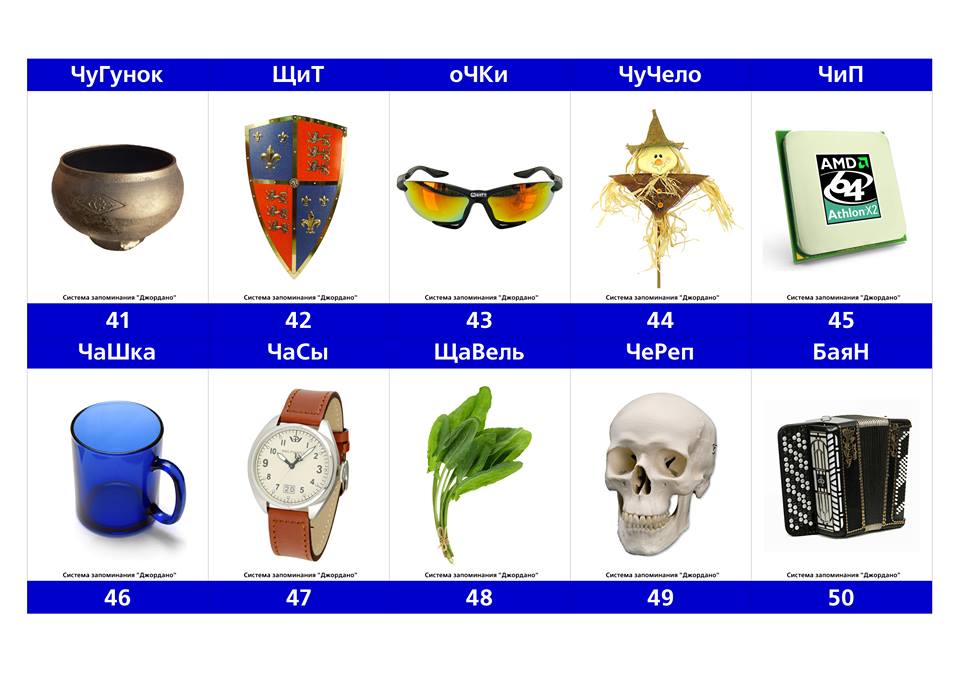 ЧуГунок
ЩиТ
оЧКи
ЧуЧело
ЧиП
AMD
64
Athlon X2
Система запоминания "Джордано"
Система запоминания "Джордано"
Система запоминания "Джордано"
Система запоминания "Джордано"
Система запоминания "Джордано"
41
42
43
44
45
ЧаШка
ЧаСы
ЩаВель
ЧеРеп
БаяН
Система запоминания "Джордано"
Система запоминания "Джордано"
Система запоминания "Джордано"
Система запоминания "Джордано"
Система запоминания "Джордано"
46
47
48
49
50